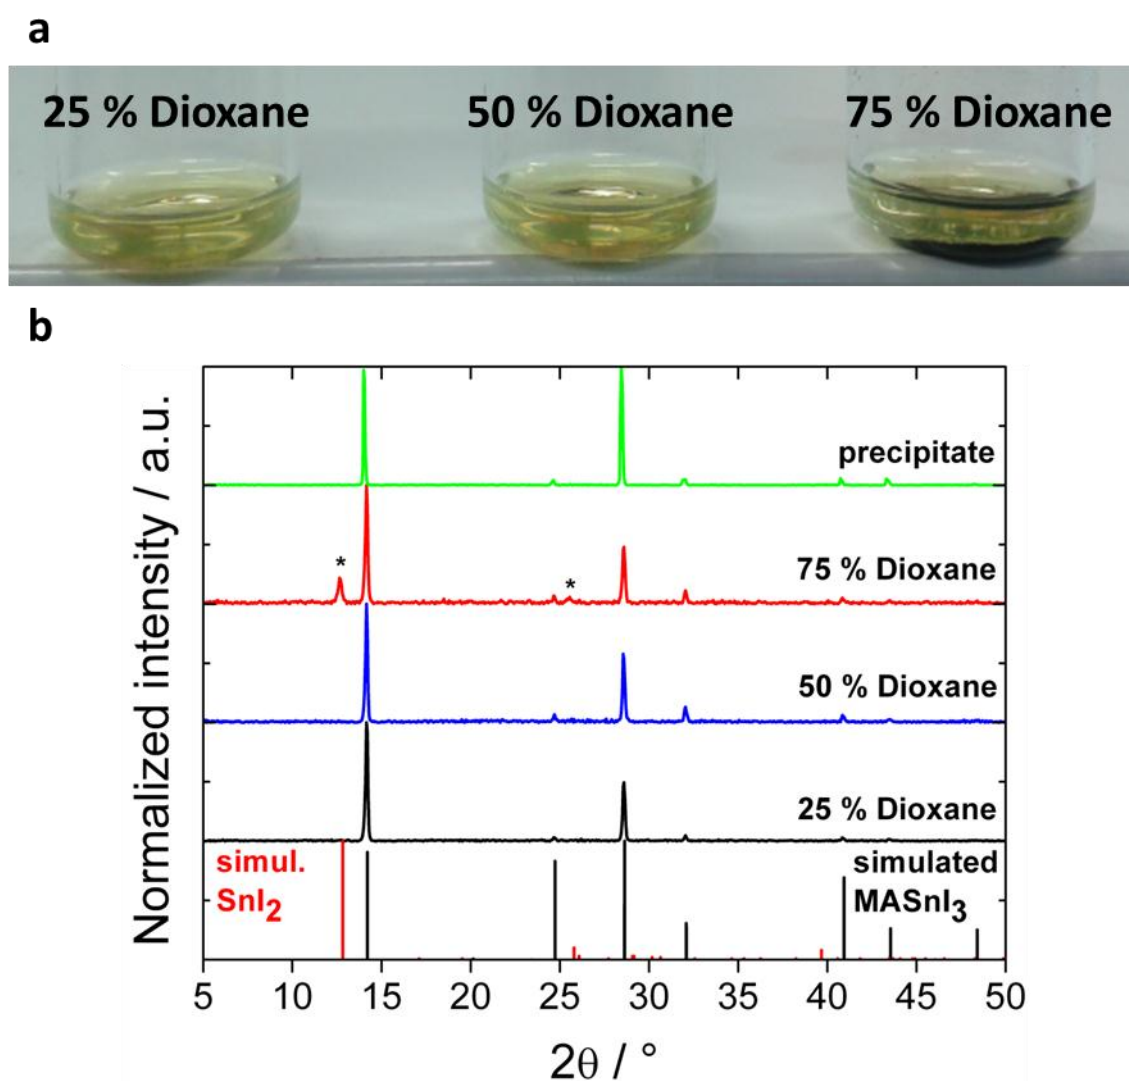 a
25 % Dioxane 50 % Dioxane 75 % Dioxane
b
Normalized intensity / a.u.
precipitate
*
*
75 % Dioxane
50 % Dioxane
25 % Dioxane
simul. simulated
SnI2 MASnI3
5 10 15 20 25 30 35 40 45 50
2θ / °